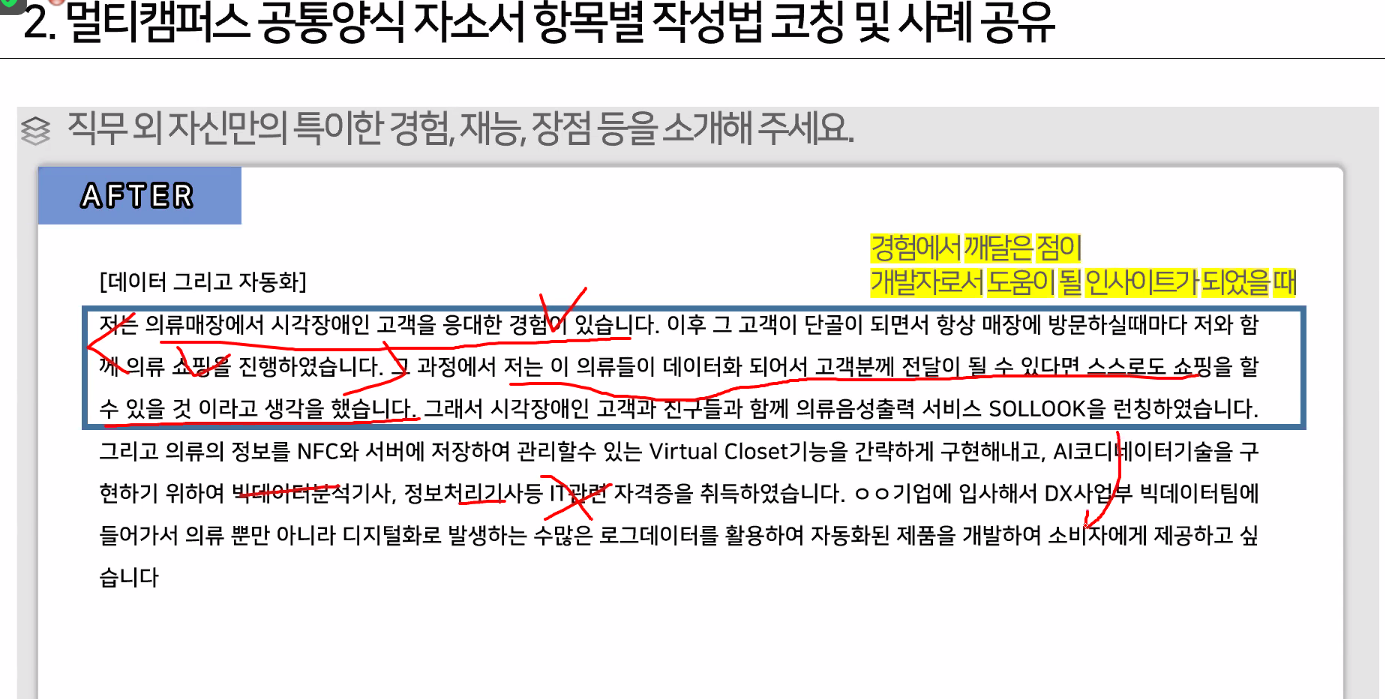 2. 멀티캠퍼스 공통양식 자소서 항목별 작성법 코칭 및 사례 공유
직무 외 자신만의 특이한 경험, 재능, 장점 등을 소개해 주세요.
AFTER
경험에서 깨달은 점이
개발자로서 도움이 될 인사이트가 되었을 때
[데이터 그리고 자동화]
저는 의류매장에서 시각장애인 고객을 응대한 경험이 있습니다. 이후 그 고객이 단골이 되면서 항상 매장에 방문하실때마다 저와 함
께 의류 쇼핑을 진행하였습니다. 그 과정에서 저는 이 의류들이 데이터화 되어서 고객분께 전달이 될 수 있다면 스스로도 쇼핑을 할
수 있을 것 이라고 생각을 했습니다. 그래서 시각장애인 고객과 친구들과 함께 의류음성출력 서비스 SOLLOOK을 런칭하였습니다.
그리고 의류의 정보를 NFC와 서버에 저장하여 관리할수 있는 Virtual Closet기능을 간략하게 구현해내고, AI코디네이터기술을 구
현하기 위하여 빅데이터분석기사, 정보처리기사등 IT관련 자격증을 취득하였습니다. ㅇㅇ기업에 입사해서 DX사업부 빅데이터팀에
들어가서 의류 뿐만 아니라 디지털화로 발생하는 수많은 로그데이터를 활용하여 자동화된 제품을 개발하여 소비자에게 제공하고 싶
습니다